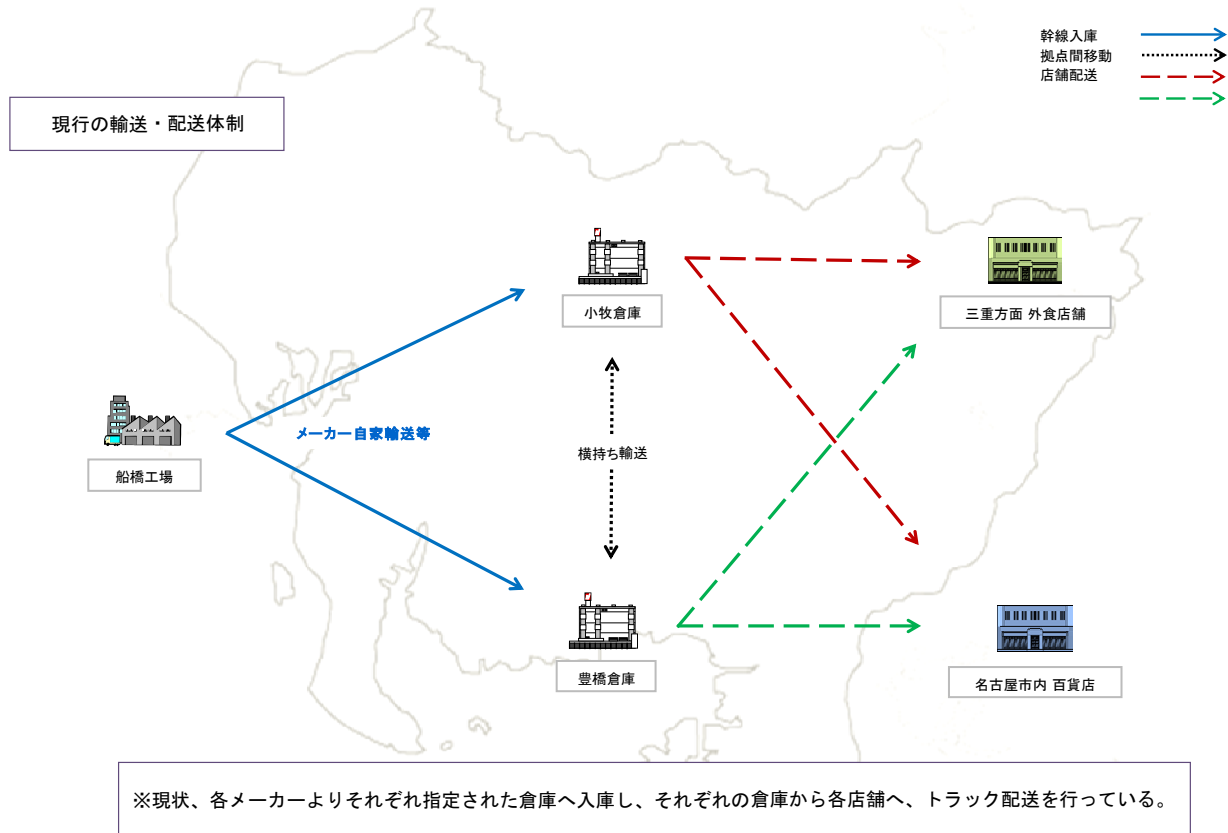 幹線入庫
拠点間移動
店舗配送
現行の輸送・配送体制
小牧倉庫
三重方面 外食店舗
メーカー自家輸送等
横持ち輸送
船橋工場
豊橋倉庫
名古屋市内 百貨店
※現状、各メーカーよりそれぞれ指定された倉庫へ入庫し、それぞれの倉庫から各店舗へ、トラック配送を行っている。